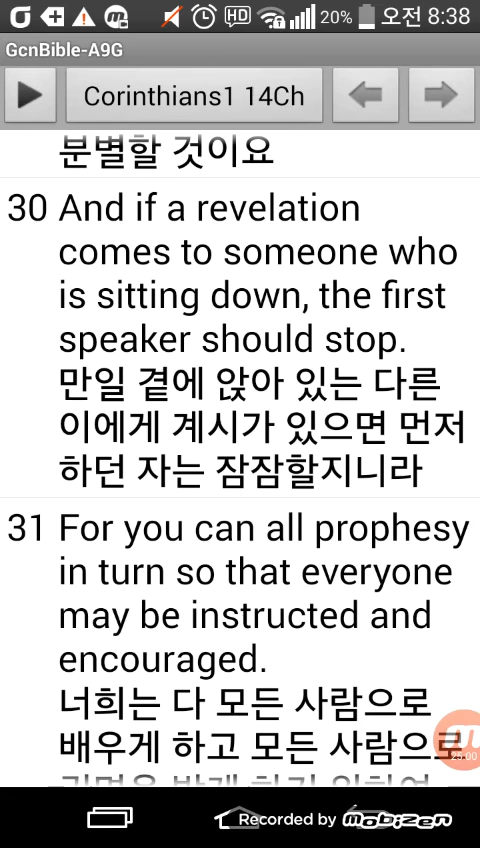 HD 20% 오전 8:38
GcnBible-A9G
Corinthians1 14Ch
분별할 것이요
30 And if a revelation
comes to someone who
is sitting down, the first
speaker should stop.
만일 곁에 앉아 있는 다른
이에게 계시가 있으면 먼저
하던 자는 잠잠할지니라
31 For you can all prophesy
in turn so that everyone
may be instructed and
encouraged.
너희는 다 모든 사람으로
배우게 하고 모든 사람으로
25:00
Recorded by mobizen